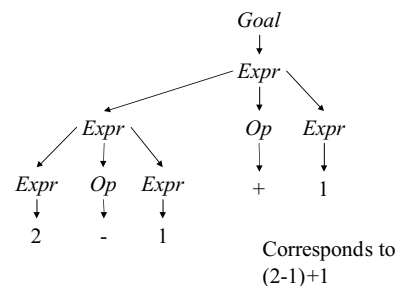 Goal
Expr
Expr Op Expr
Expr Op Expr + 1
2 - 1
Corresponds to
(2-1)+1